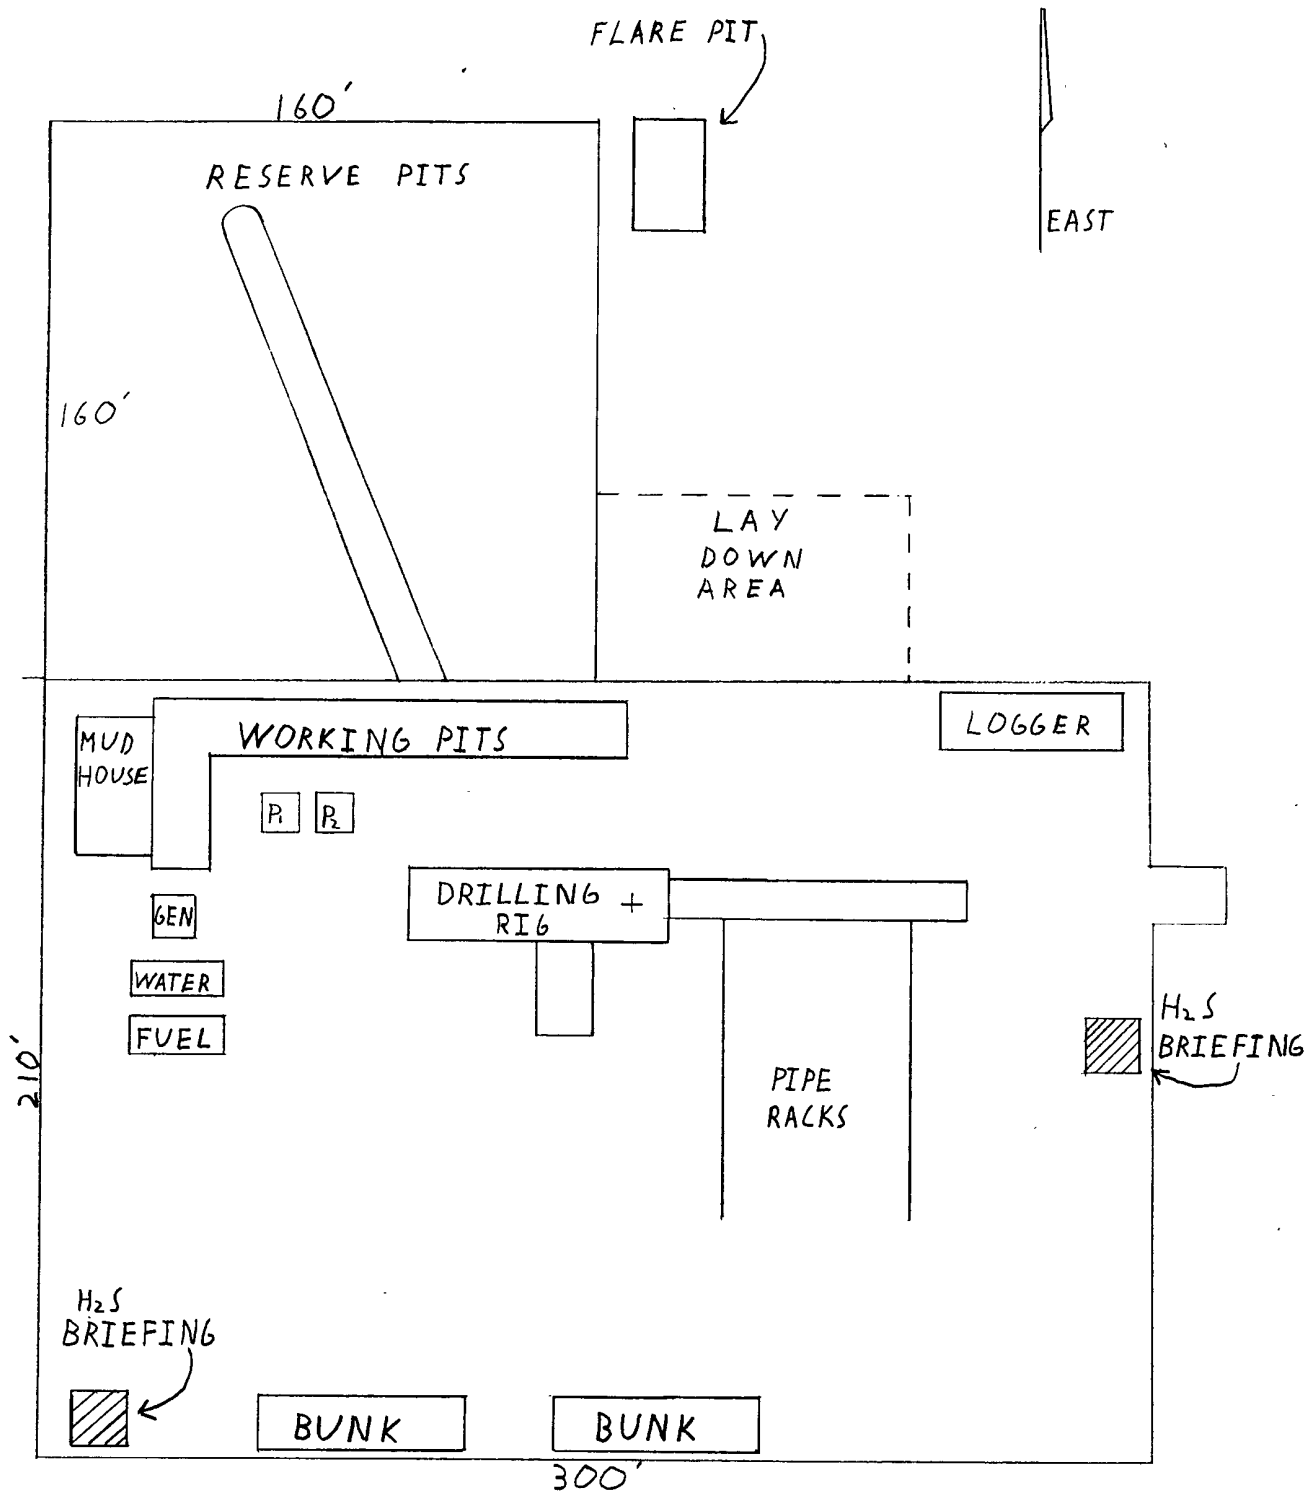 FLARE PIT
160'
RESERVE PITS
EAST
160'
LAY
DOWN
AREA
MUD
HOUSE
WORKING PITS
LOGGER
P1
P2
DRILLING
RIG
+
GEN
WATER
FUEL
H2S
BRIEFING
210'
PIPE
RACKS
H2S
BRIEFING
BUNK
BUNK
300'